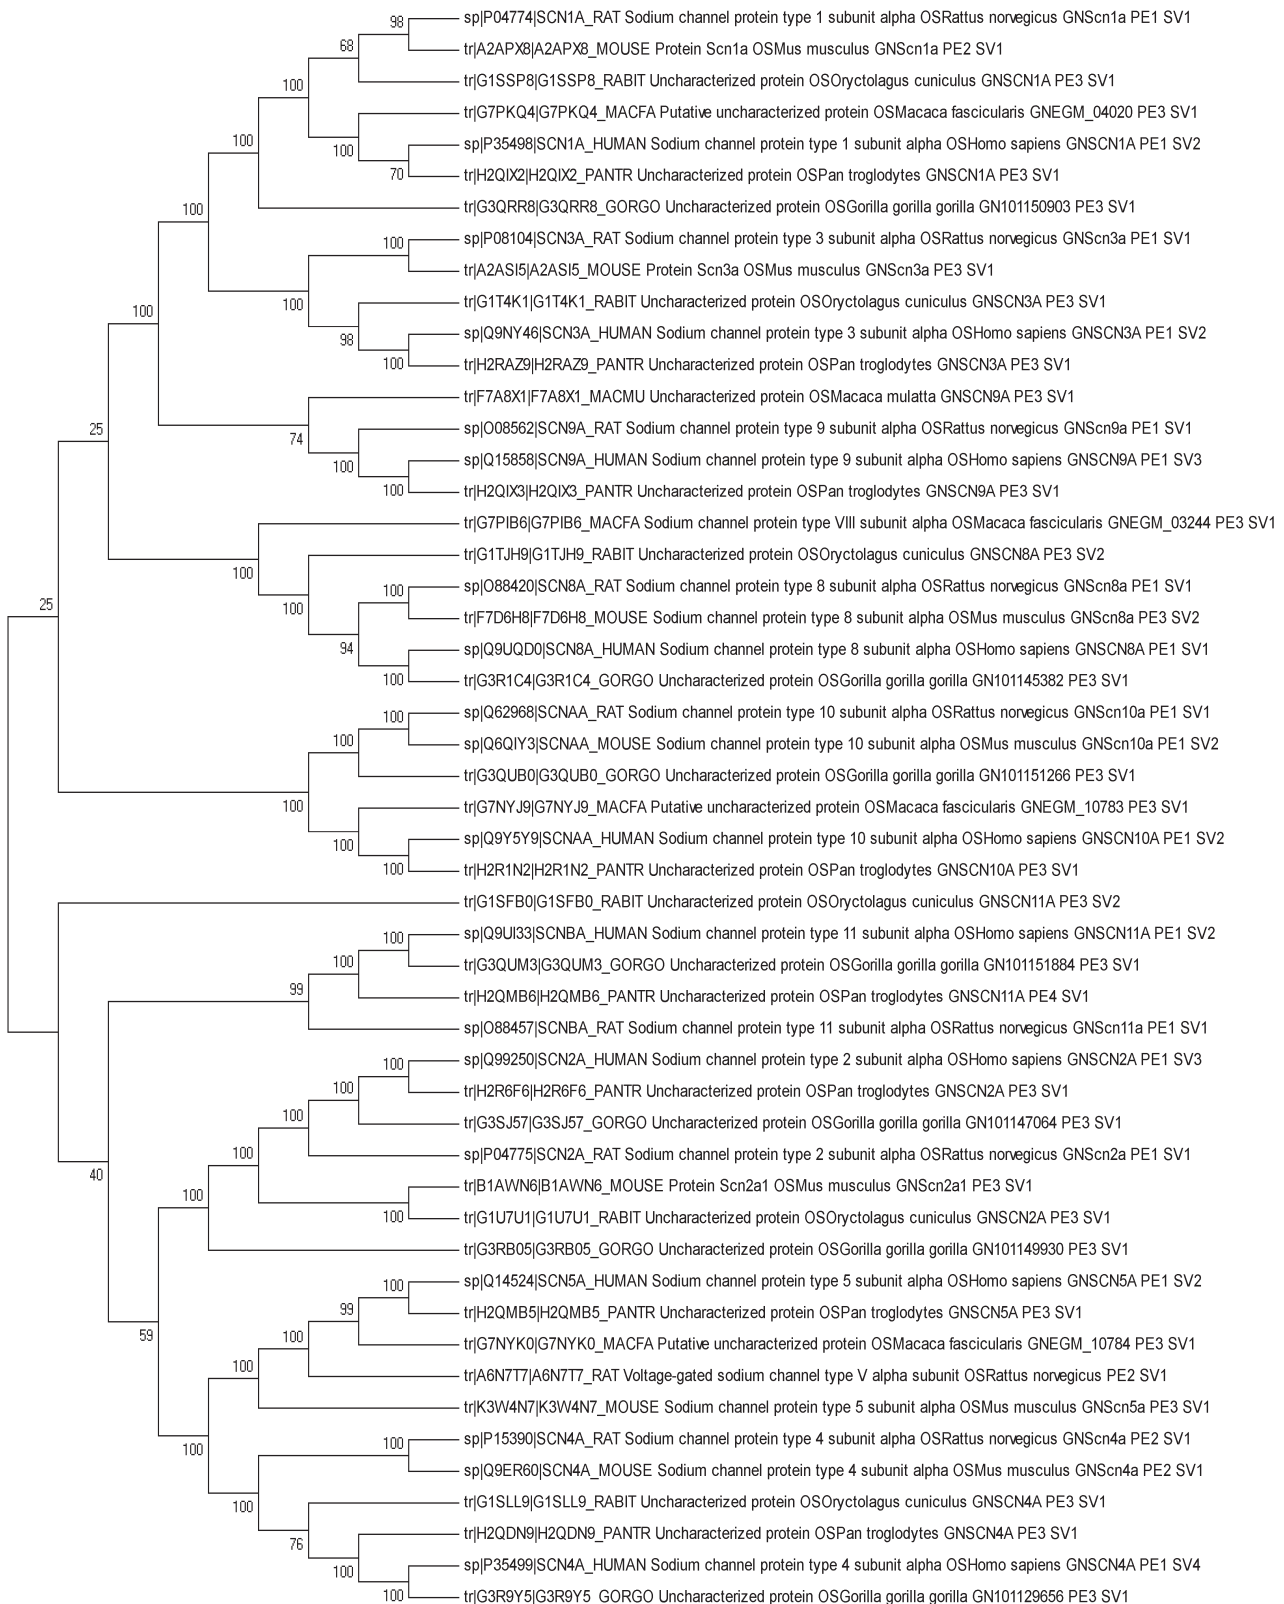 98
sp|P04774|SCN1A_RAT Sodium channel protein type 1 subunit alpha OSRattus norvegicus GNScn1a PE1 SV1
68
tr|A2APX8|A2APX8_MOUSE Protein Scn1a OSMus musculus GNScn1a PE2 SV1
100
tr|G1SSP8|G1SSP8_RABIT Uncharacterized protein OSOryctolagus cuniculus GNSCN1A PE3 SV1
tr|G7PKQ4|G7PKQ4_MACFA Putative uncharacterized protein OSMacaca fascicularis GNEGM_04020 PE3 SV1
100
100
sp|P35498|SCN1A_HUMAN Sodium channel protein type 1 subunit alpha OSHomo sapiens GNSCN1A PE1 SV2
70
tr|H2QIX2|H2QIX2_PANTR Uncharacterized protein OSPan troglodytes GNSCN1A PE3 SV1
100
tr|G3QRR8|G3QRR8_GORGO Uncharacterized protein OSGorilla gorilla gorilla GN101150903 PE3 SV1
100
sp|P08104|SCN3A_RAT Sodium channel protein type 3 subunit alpha OSRattus norvegicus GNScn3a PE1 SV1
tr|A2ASI5|A2ASI5_MOUSE Protein Scn3a OSMus musculus GNScn3a PE3 SV1
100
tr|G1T4K1|G1T4K1_RABIT Uncharacterized protein OSOryctolagus cuniculus GNSCN3A PE3 SV1
100
98
sp|Q9NY46|SCN3A_HUMAN Sodium channel protein type 3 subunit alpha OSHomo sapiens GNSCN3A PE1 SV2
100
tr|H2RAZ9|H2RAZ9_PANTR Uncharacterized protein OSPan troglodytes GNSCN3A PE3 SV1
tr|F7A8X1|F7A8X1_MACMU Uncharacterized protein OSMacaca mulatta GNSCN9A PE3 SV1
25
74
sp|O08562|SCN9A_RAT Sodium channel protein type 9 subunit alpha OSRattus norvegicus GNScn9a PE1 SV1
100
sp|Q15858|SCN9A_HUMAN Sodium channel protein type 9 subunit alpha OSHomo sapiens GNSCN9A PE1 SV3
100
tr|H2QIX3|H2QIX3_PANTR Uncharacterized protein OSPan troglodytes GNSCN9A PE3 SV1
tr|G7PIB6|G7PIB6_MACFA Sodium channel protein type VIII subunit alpha OSMacaca fascicularis GNEGM_03244 PE3 SV1
tr|G1TJH9|G1TJH9_RABIT Uncharacterized protein OSOryctolagus cuniculus GNSCN8A PE3 SV2
100
100
sp|O88420|SCN8A_RAT Sodium channel protein type 8 subunit alpha OSRattus norvegicus GNScn8a PE1 SV1
25
100
tr|F7D6H8|F7D6H8_MOUSE Sodium channel protein type 8 subunit alpha OSMus musculus GNScn8a PE3 SV2
94
sp|Q9UQD0|SCN8A_HUMAN Sodium channel protein type 8 subunit alpha OSHomo sapiens GNSCN8A PE1 SV1
100
tr|G3R1C4|G3R1C4_GORGO Uncharacterized protein OSGorilla gorilla gorilla GN101145382 PE3 SV1
100
sp|Q62968|SCNAA_RAT Sodium channel protein type 10 subunit alpha OSRattus norvegicus GNScn10a PE1 SV1
100
sp|Q6QIY3|SCNAA_MOUSE Sodium channel protein type 10 subunit alpha OSMus musculus GNScn10a PE1 SV2
tr|G3QUB0|G3QUB0_GORGO Uncharacterized protein OSGorilla gorilla gorilla GN101151266 PE3 SV1
100
tr|G7NYJ9|G7NYJ9_MACFA Putative uncharacterized protein OSMacaca fascicularis GNEGM_10783 PE3 SV1
100
sp|Q9Y5Y9|SCNAA_HUMAN Sodium channel protein type 10 subunit alpha OSHomo sapiens GNSCN10A PE1 SV2
100
tr|H2R1N2|H2R1N2_PANTR Uncharacterized protein OSPan troglodytes GNSCN10A PE3 SV1
tr|G1SFB0|G1SFB0_RABIT Uncharacterized protein OSOryctolagus cuniculus GNSCN11A PE3 SV2
100
sp|Q9UI33|SCNBA_HUMAN Sodium channel protein type 11 subunit alpha OSHomo sapiens GNSCN11A PE1 SV2
100
tr|G3QUM3|G3QUM3_GORGO Uncharacterized protein OSGorilla gorilla gorilla GN101151884 PE3 SV1
99
tr|H2QMB6|H2QMB6_PANTR Uncharacterized protein OSPan troglodytes GNSCN11A PE4 SV1
sp|O88457|SCNBA_RAT Sodium channel protein type 11 subunit alpha OSRattus norvegicus GNScn11a PE1 SV1
100
sp|Q99250|SCN2A_HUMAN Sodium channel protein type 2 subunit alpha OSHomo sapiens GNSCN2A PE1 SV3
100
tr|H2R6F6|H2R6F6_PANTR Uncharacterized protein OSPan troglodytes GNSCN2A PE3 SV1
100
tr|G3SJ57|G3SJ57_GORGO Uncharacterized protein OSGorilla gorilla gorilla GN101147064 PE3 SV1
100
sp|P04775|SCN2A_RAT Sodium channel protein type 2 subunit alpha OSRattus norvegicus GNScn2a PE1 SV1
40
100
tr|B1AWN6|B1AWN6_MOUSE Protein Scn2a1 OSMus musculus GNScn2a1 PE3 SV1
100
tr|G1U7U1|G1U7U1_RABIT Uncharacterized protein OSOryctolagus cuniculus GNSCN2A PE3 SV1
tr|G3RB05|G3RB05_GORGO Uncharacterized protein OSGorilla gorilla gorilla GN101149930 PE3 SV1
100
sp|Q14524|SCN5A_HUMAN Sodium channel protein type 5 subunit alpha OSHomo sapiens GNSCN5A PE1 SV2
99
tr|H2QMB5|H2QMB5_PANTR Uncharacterized protein OSPan troglodytes GNSCN5A PE3 SV1
59
100
tr|G7NYK0|G7NYK0_MACFA Putative uncharacterized protein OSMacaca fascicularis GNEGM_10784 PE3 SV1
100
tr|A6N7T7|A6N7T7_RAT Voltage-gated sodium channel type V alpha subunit OSRattus norvegicus PE2 SV1
tr|K3W4N7|K3W4N7_MOUSE Sodium channel protein type 5 subunit alpha OSMus musculus GNScn5a PE3 SV1
100
100
sp|P15390|SCN4A_RAT Sodium channel protein type 4 subunit alpha OSRattus norvegicus GNScn4a PE2 SV1
sp|Q9ER60|SCN4A_MOUSE Sodium channel protein type 4 subunit alpha OSMus musculus GNScn4a PE2 SV1
100
tr|G1SLL9|G1SLL9_RABIT Uncharacterized protein OSOryctolagus cuniculus GNSCN4A PE3 SV1
76
tr|H2QDN9|H2QDN9_PANTR Uncharacterized protein OSPan troglodytes GNSCN4A PE3 SV1
100
sp|P35499|SCN4A_HUMAN Sodium channel protein type 4 subunit alpha OSHomo sapiens GNSCN4A PE1 SV4
100
tr|G3R9Y5 G3R9Y5 GORGO Uncharacterized protein OSGorilla gorilla gorilla GN101129656 PE3 SV1